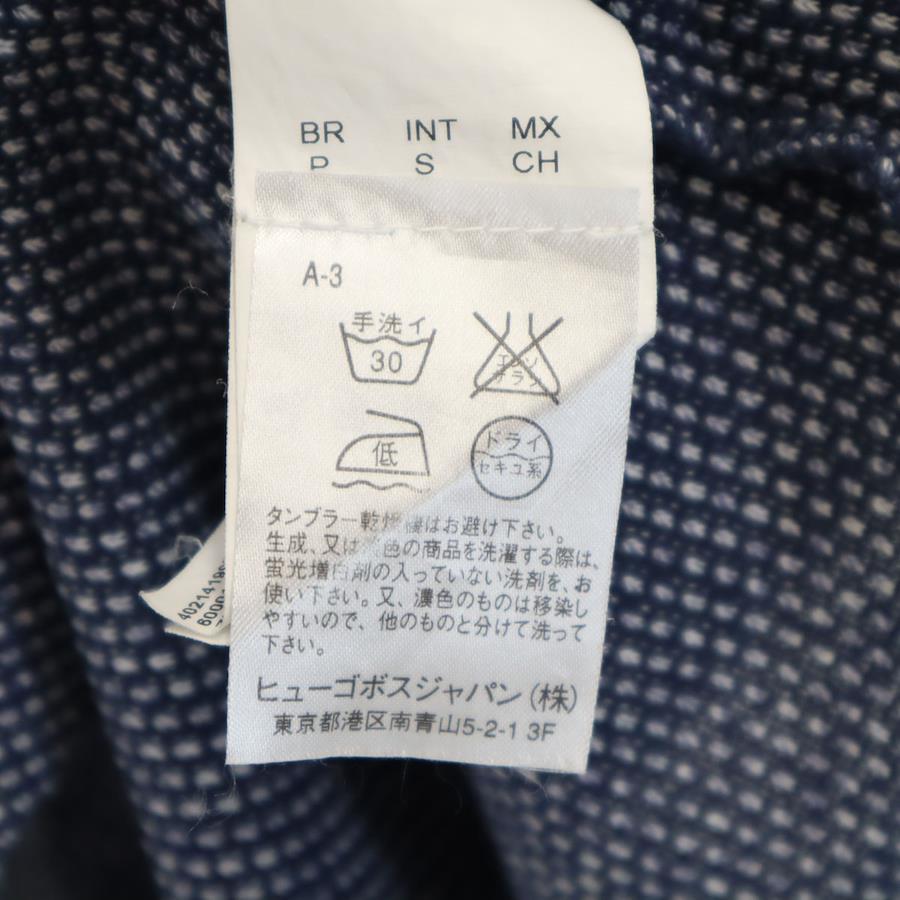 BR INT MX
P S CH
A-3
手洗イ
30
エンソ
チラン
低
ドライ
セキユ系
タンブラー乾燥機はお避け下さい。
生成、又は淡色の商品を洗濯する際は、
蛍光増白剤の入っていない洗剤を、お
使い下さい。又、濃色のものは移染し
やすいので、他のものと分けて洗って
下さい。
ヒューゴボスジャパン(株)
東京都港区南青山5-2-1 3F